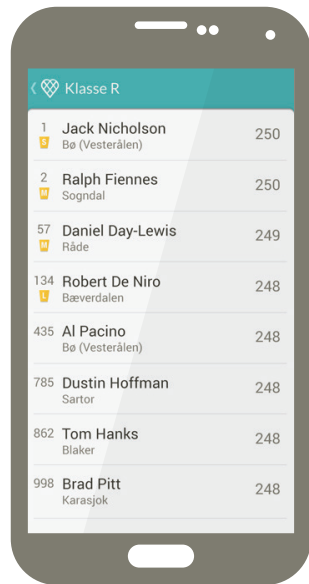 Klasse R
1 Jack Nicholson 250
S Bø (Vesterålen)
2 Ralph Fiennes 250
M Sogndal
57 Daniel Day-Lewis 249
M Råde
134 Robert De Niro 248
L Bæverdalen
435 Al Pacino 248
Bø (Vesterålen)
785 Dustin Hoffman 248
Sartor
862 Tom Hanks 248
Blaker
998 Brad Pitt 248
Karasjok